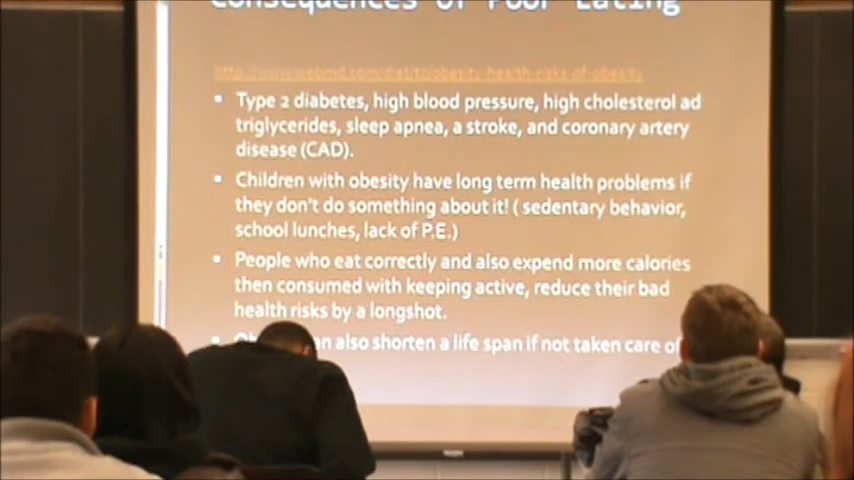 Consequences of Poor Eating
http://www.webmd.com/diet/tc/obesity-health-risks-of-obesity
• Type 2 diabetes, high blood pressure, high cholesterol ad
triglycerides, sleep apnea, a stroke, and coronary artery
disease (CAD).
• Children with obesity have long term health problems if
they don't do something about it! ( sedentary behavior,
school lunches, lack of P.E.)
• People who eat correctly and also expend more calories
then consumed with keeping active, reduce their bad
health risks by a longshot.
• also shorten a life span if not taken care